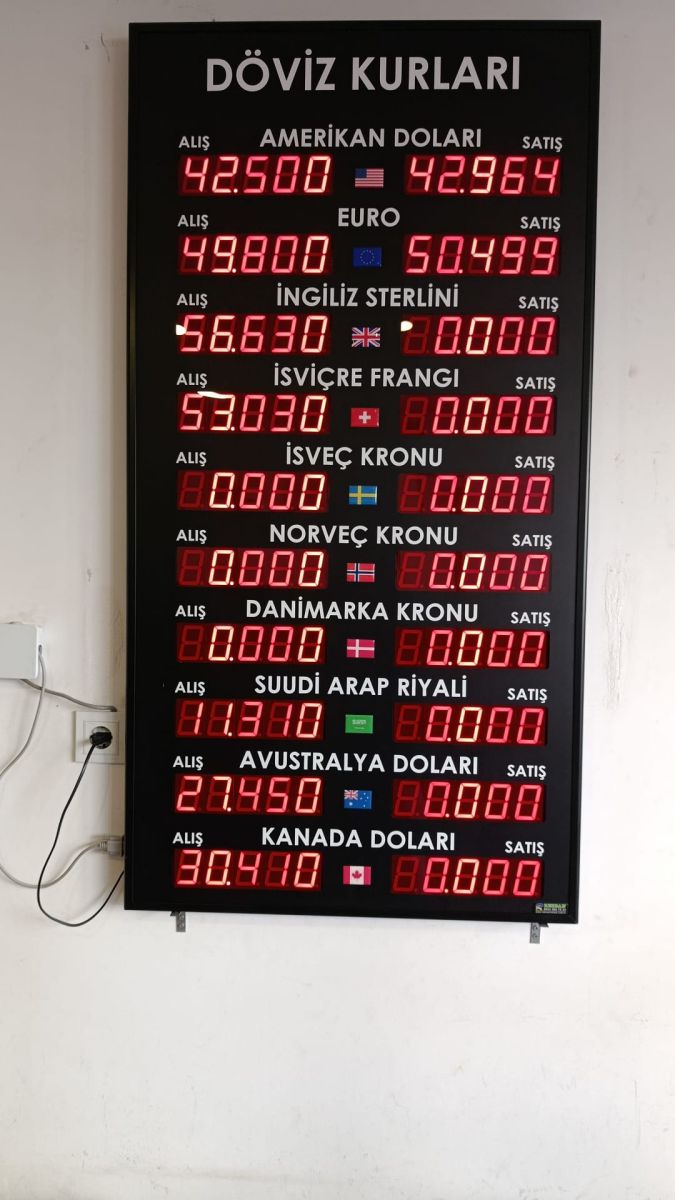 DÖVİZ KURLARI
ALIŞ AMERİKAN DOLARI SATIŞ
42.500 42.964
ALIŞ EURO SATIŞ
49.800 50.499
ALIŞ İNGİLİZ STERLİNİ SATIŞ
56.630 0.000
ALIŞ İSVİÇRE FRANGI SATIŞ
53.030 0.000
ALIŞ İSVEÇ KRONU SATIŞ
0.000 0.000
ALIŞ NORVEÇ KRONU SATIŞ
0.000 0.000
ALIŞ DANİMARKA KRONU SATIŞ
0.000 0.000
ALIŞ SUUDİ ARAP RİYALİ SATIŞ
11.310 0.000
ALIŞ AVUSTRALYA DOLARI SATIŞ
27.450 0.000
ALIŞ KANADA DOLARI SATIŞ
30.410 0.000